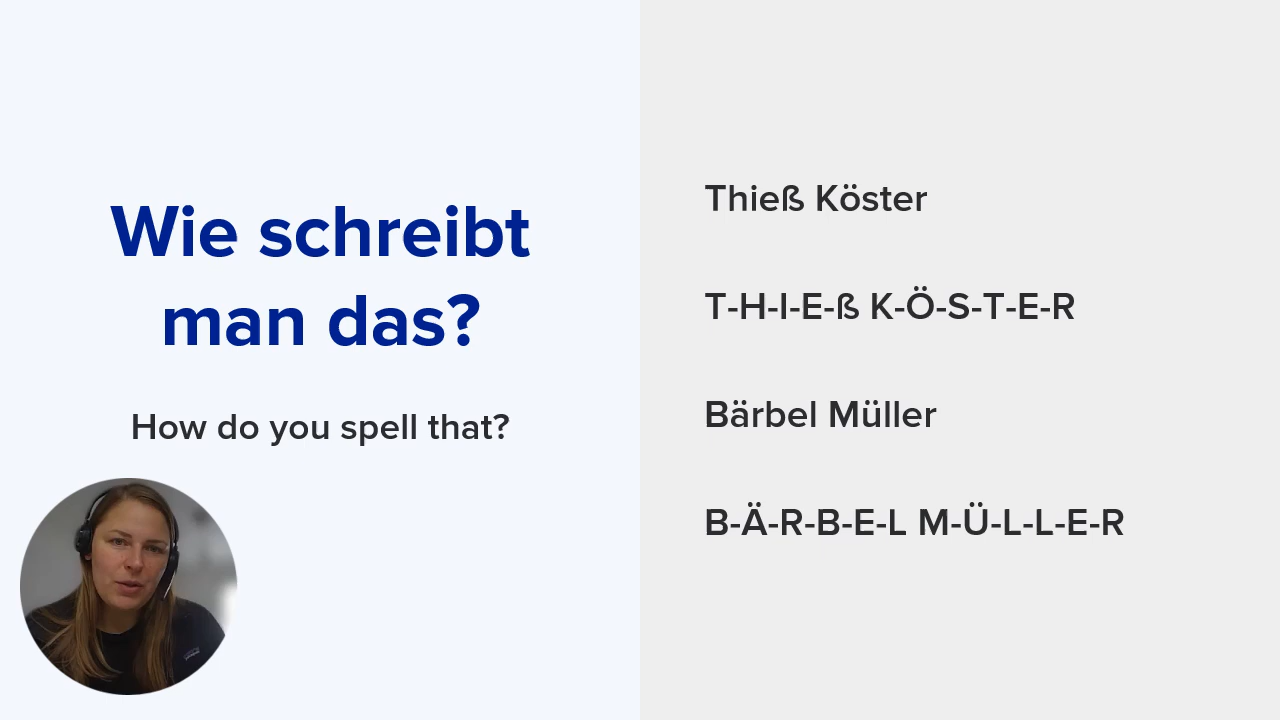 Wie schreibt
man das?
How do you spell that?
Thieß Köster
T-H-I-E-ß K-Ö-S-T-E-R
Bärbel Müller
B-Ä-R-B-E-L M-Ü-L-L-E-R